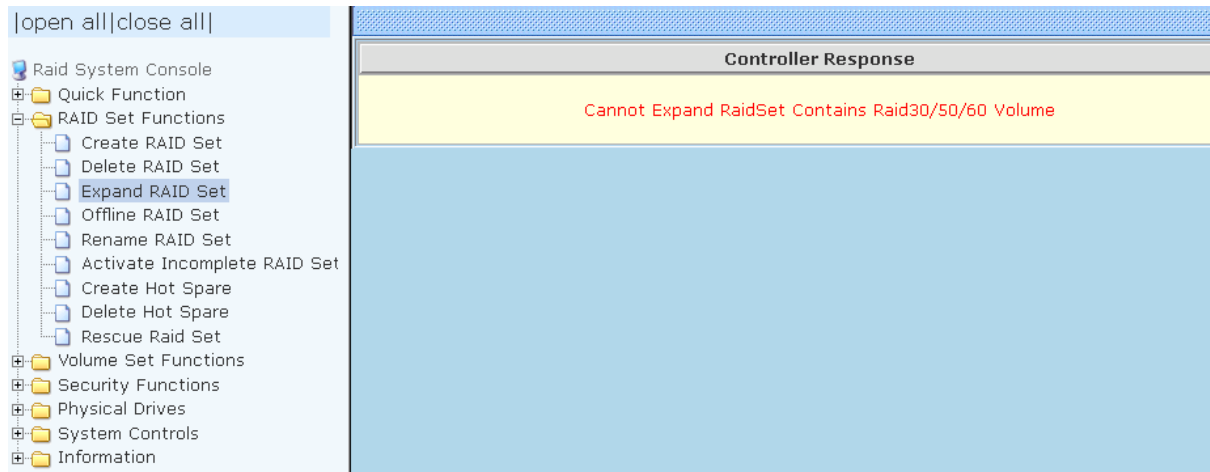 |open all|close all|
Raid System Console
Quick Function
RAID Set Functions
Create RAID Set
Delete RAID Set
Expand RAID Set
Offline RAID Set
Rename RAID Set
Activate Incomplete RAID Set
Create Hot Spare
Delete Hot Spare
Rescue Raid Set
Volume Set Functions
Security Functions
Physical Drives
System Controls
Information
Controller Response
Cannot Expand RaidSet Contains Raid30/50/60 Volume